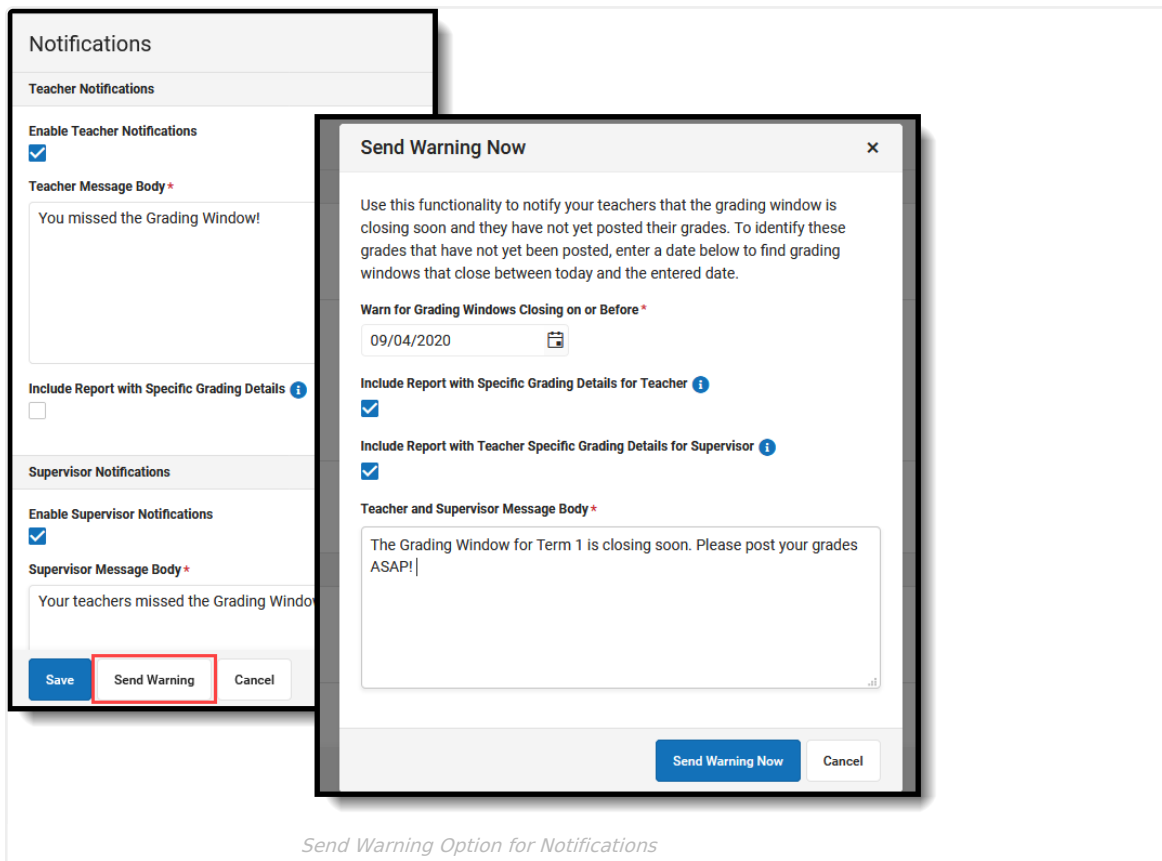 Notifications
Teacher Notifications
Enable Teacher Notifications
Teacher Message Body*
You missed the Grading Window!
Include Report with Specific Grading Details
Supervisor Notifications
Enable Supervisor Notifications
Supervisor Message Body*
Your teachers missed the Grading Windo
Save Send Warning Cancel
Send Warning Now
Use this functionality to notify your teachers that the grading window is
closing soon and they have not yet posted their grades. To identify these
grades that have not yet been posted, enter a date below to find grading
windows that close between today and the entered date.
Warn for Grading Windows Closing on or Before*
09/04/2020
Include Report with Specific Grading Details for Teacher
Include Report with Teacher Specific Grading Details for Supervisor
Teacher and Supervisor Message Body*
The Grading Window for Term 1 is closing soon. Please post your grades
ASAP!
Send Warning Now Cancel
Send Warning Option for Notifications